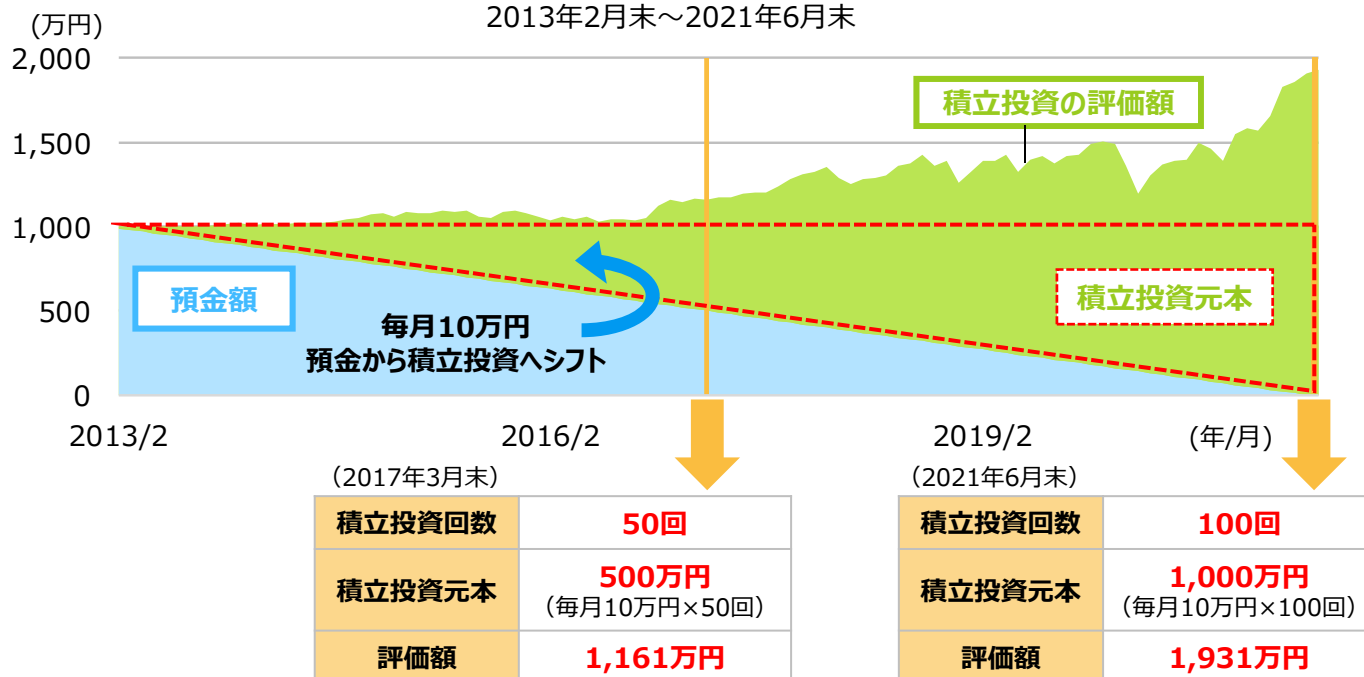 2013年2月末～2021年6月末
(万円)
2,000
1,500
1,000
500
0
積立投資の評価額
預金額
積立投資元本
毎月10万円
預金から積立投資へシフト
2013/2
2016/2
2019/2
(年/月)
（2017年3月末）
積立投資回数 50回
積立投資元本 500万円
（毎月10万円×50回）
評価額 1,161万円
（2021年6月末）
積立投資回数 100回
積立投資元本 1,000万円
（毎月10万円×100回）
評価額 1,931万円